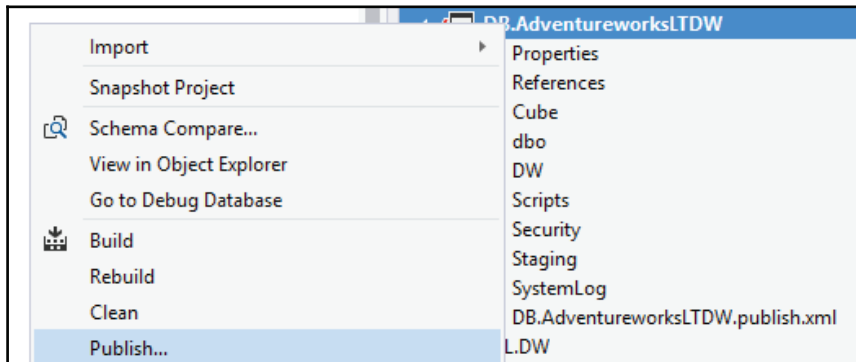 DB.AdventureworksLTDW
Import
Properties
References
Snapshot Project
Cube
Schema Compare...
dbo
View in Object Explorer
DW
Go to Debug Database
Scripts
Security
Build
Staging
Rebuild
SystemLog
Clean
DB.AdventureworksLTDW.publish.xml
Publish...
L.DW